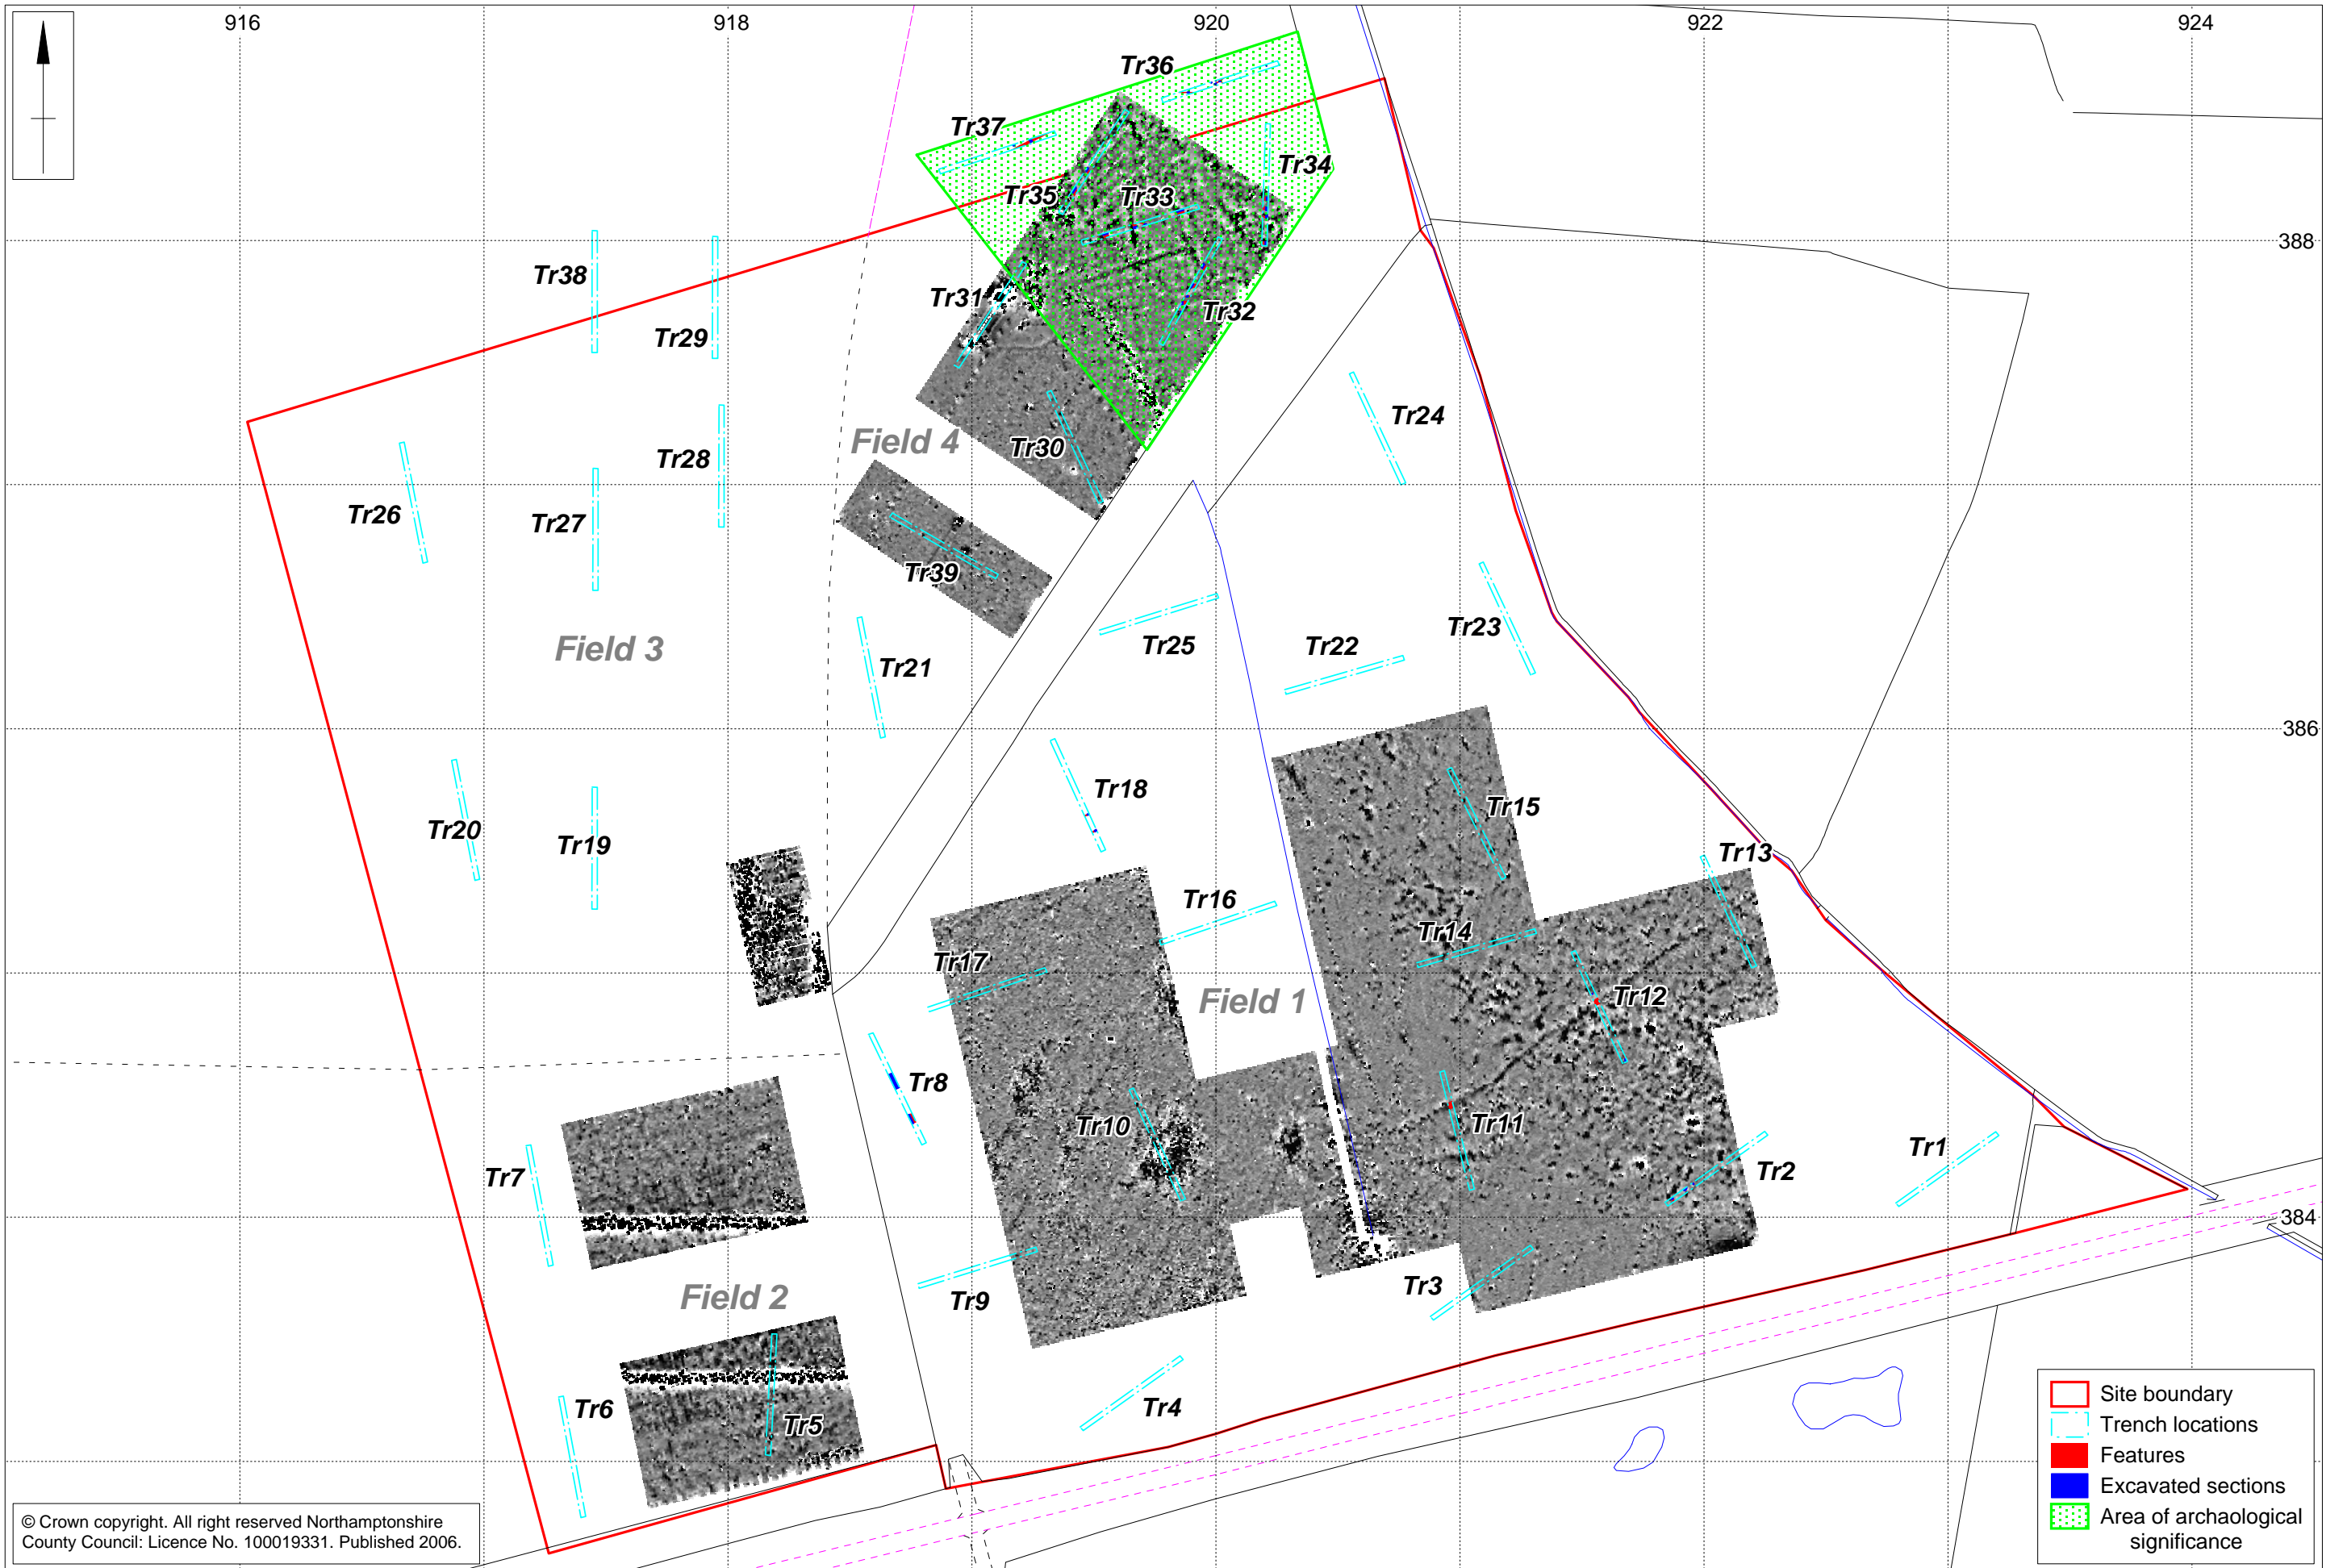 916
918
920
922
924
Tr36
Tr37
Tr34
Tr35
Tr33
388
Tr38
Tr31
Tr32
Tr29
Tr24
Field 4
Tr30
Tr28
Tr26
Tr27
Tr39
Tr23
Field 3
Tr25
Tr22
Tr21
386
Tr18
Tr15
Tr20
Tr19
Tr13
Tr16
Tr14
Tr17
Field 1
Tr12
Tr8
Tr10
Tr11
Tr1
Tr7
Tr2
384
Tr3
Field 2
Tr9
Tr6
Tr4
Tr5
Site boundary
Trench locations
Features
Excavated sections
Area of archaological
significance
© Crown copyright. All right reserved Northamptonshire
County Council: Licence No. 100019331. Published 2006.